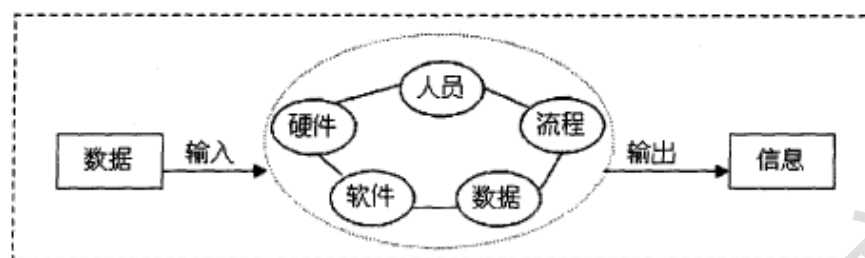 人员
硬件
流程
数据
输入
输出
信息
软件
数据